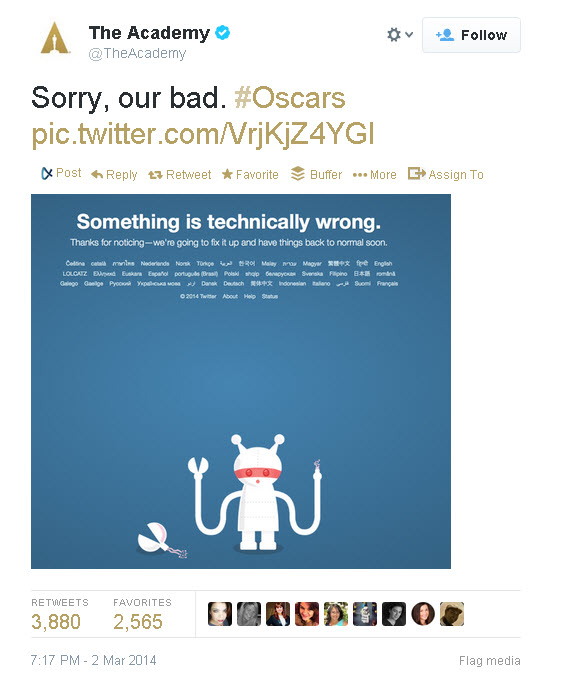 The Academy
@TheAcademy
Follow
Sorry, our bad. #Oscars
pic.twitter.com/VrjKjZ4YGI
Post Reply Retweet Favorite Buffer More Assign To
Something is technically wrong.
Thanks for noticing—we're going to fix it up and have things back to normal soon.
Čeština català ภาษาไทย Nederlands Norsk Türkçe العربية 한국어 Malay עברית Magyar 繁體中文 हिन्दी English
LOLCATZ Ελληνικά Euskara Español português (Brasil) Polski shqip беларуская Svenska Filipino 日本語 română
Galego Gaeilge Русский Українська мова اردو Dansk Deutsch 简体中文 Indonesian Italiano فارسی Suomi Français
© 2014 Twitter About Help Status
RETWEETS FAVORITES
3,880 2,565
7:17 PM - 2 Mar 2014 Flag media